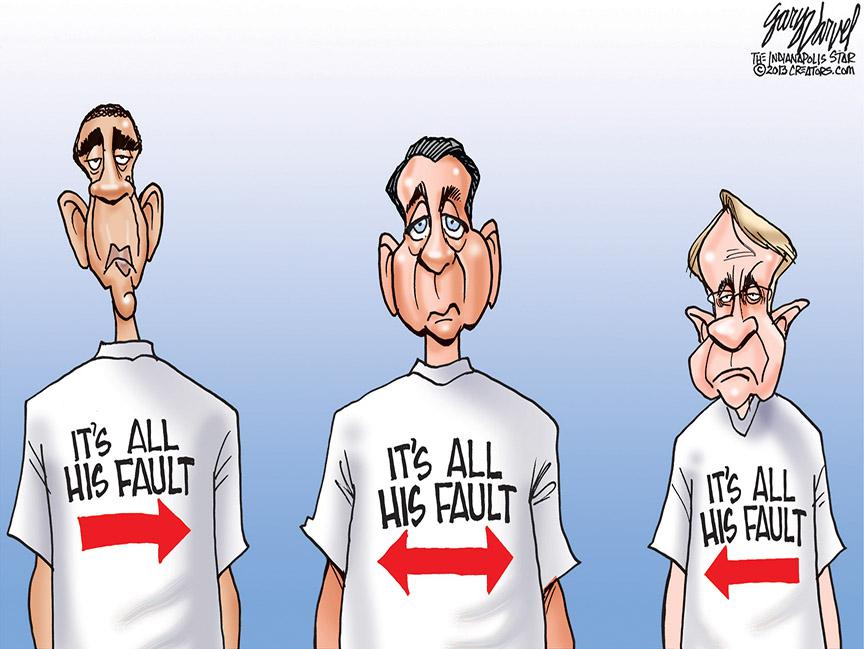 Gary Varvel
THE INDIANAPOLIS STAR
©2013 CREATORS.COM
IT'S ALL
HIS FAULT
IT'S ALL
HIS FAULT
IT'S ALL
HIS FAULT